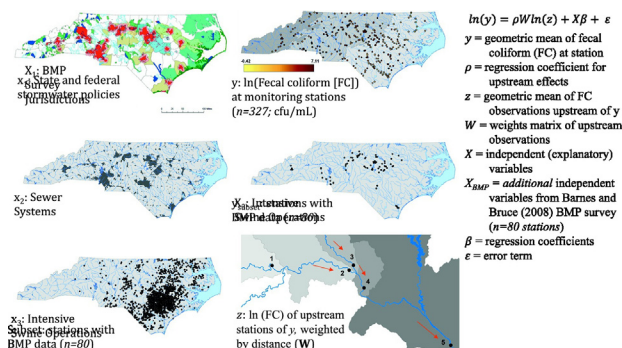 X₁: BMP
Survey
Jurisdictions
x₁: State and federal
stormwater policies
4.42
7.11
y: ln(Fecal coliform [FC])
at monitoring stations
(n=327; cfu/mL)
x₂: Sewer
Systems
stations with
BMP data (n=80)
x₃: Intensive
Swine Operations
Subset: stations with
BMP data (n=80)
1
2
3
4
5
z: ln (FC) of upstream
stations of y, weighted
by distance (W)
ln(y) = ρWln(z) + Xβ + ε
y = geometric mean of fecal
coliform (FC) at station
ρ = regression coefficient for
upstream effects
z = geometric mean of FC
observations upstream of y
W = weights matrix of upstream
observations
X = independent (explanatory)
variables
X_BMP = additional independent
variables from Barnes and
Bruce (2008) BMP survey
(n=80 stations)
β = regression coefficients
ε = error term